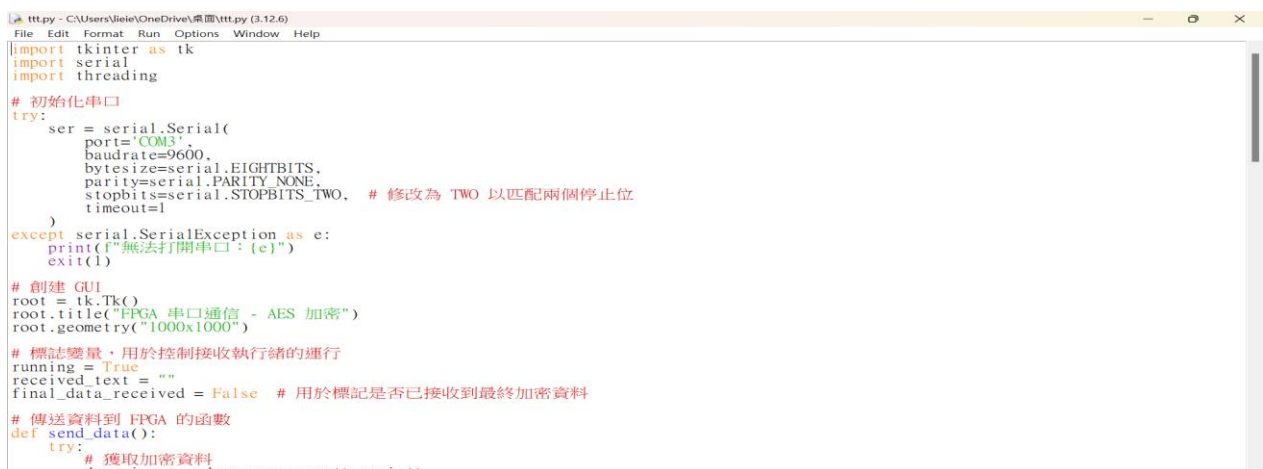 ttt.py - C:\Users\lieie\OneDrive\桌面\ttt.py (3.12.6)
File Edit Format Run Options Window Help
import tkinter as tk
import serial
import threading
# 初始化串口
try:
    ser = serial.Serial(
        port='COM3',
        baudrate=9600,
        bytesize=serial.EIGHTBITS,
        parity=serial.PARITY_NONE,
        stopbits=serial.STOPBITS_TWO,  # 修改為 TWO 以匹配兩個停止位
        timeout=1
    )
except serial.SerialException as e:
    print(f"無法打開串口：{e}")
    exit(1)
# 創建 GUI
root = tk.Tk()
root.title("FPGA 串口通信 - AES 加密")
root.geometry("1000x1000")
# 標誌變量，用於控制接收執行緒的運行
running = True
received_text = ""
final_data_received = False  # 用於標記是否已接收到最終加密資料
# 傳送資料到 FPGA 的函數
def send_data():
    try:
        # 獲取加密資料